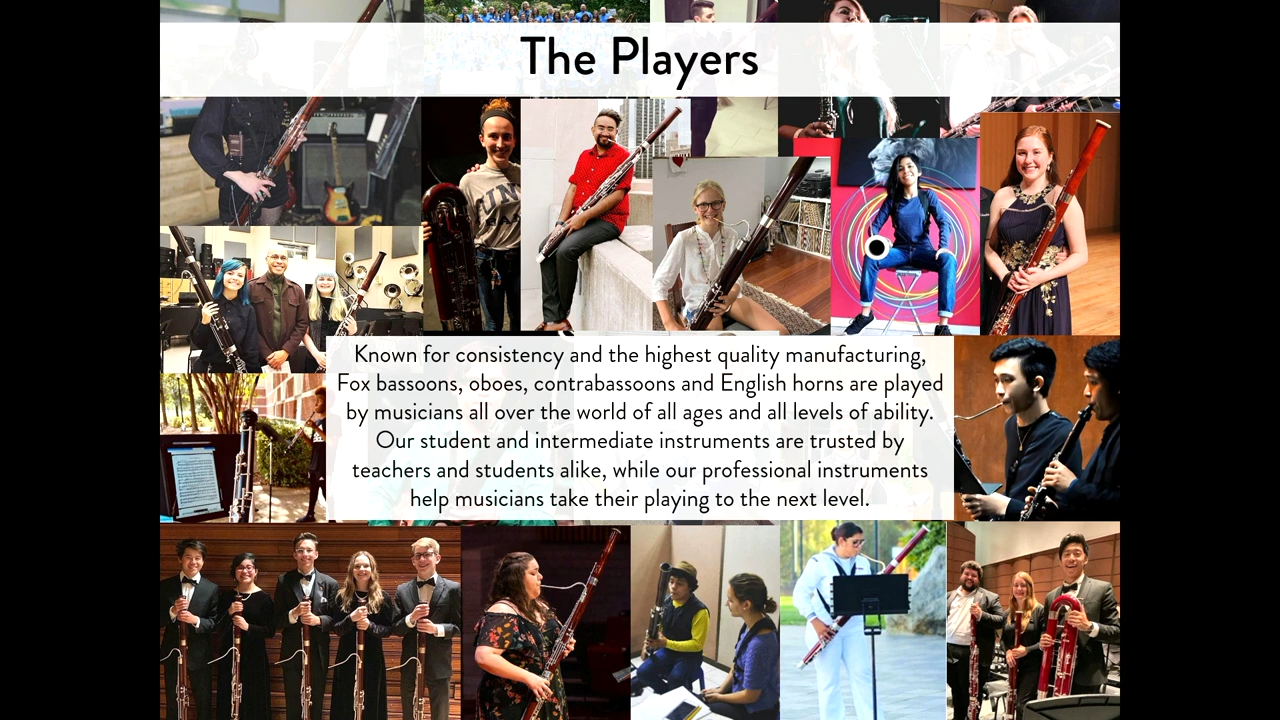 The Players
Known for consistency and the highest quality manufacturing,
Fox bassoons, oboes, contrabassoons and English horns are played
by musicians all over the world of all ages and all levels of ability.
Our student and intermediate instruments are trusted by
teachers and students alike, while our professional instruments
help musicians take their playing to the next level.